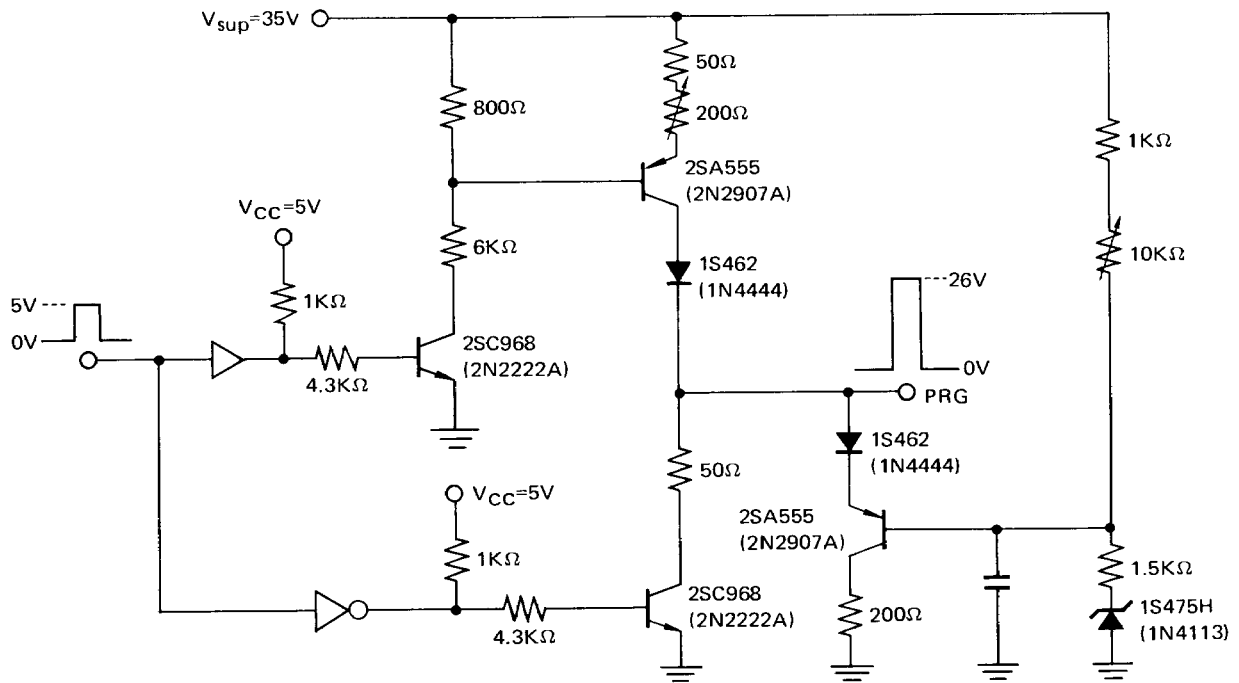 Vsup=35V
50Ω
200Ω
800Ω
1KΩ
2SA555
(2N2907A)
VCC=5V
6KΩ
10KΩ
1S462
(1N4444)
5V
0V
1KΩ
26V
0V
2SC968
(2N2222A)
4.3KΩ
PRG
1S462
(1N4444)
50Ω
VCC=5V
2SA555
(2N2907A)
1KΩ
1.5KΩ
2SC968
(2N2222A)
4.3KΩ
200Ω
1S475H
(1N4113)